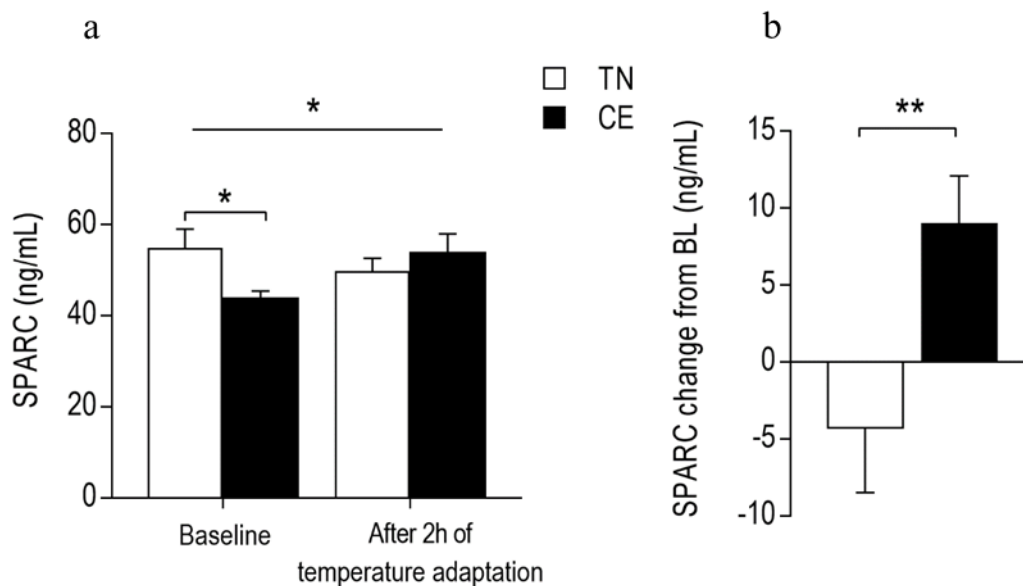 a
b
TN
CE
*
*
80
60
40
20
0
SPARC (ng/mL)
Baseline
After 2h of
temperature adaptation
**
15
10
5
0
-5
-10
SPARC change from BL (ng/mL)